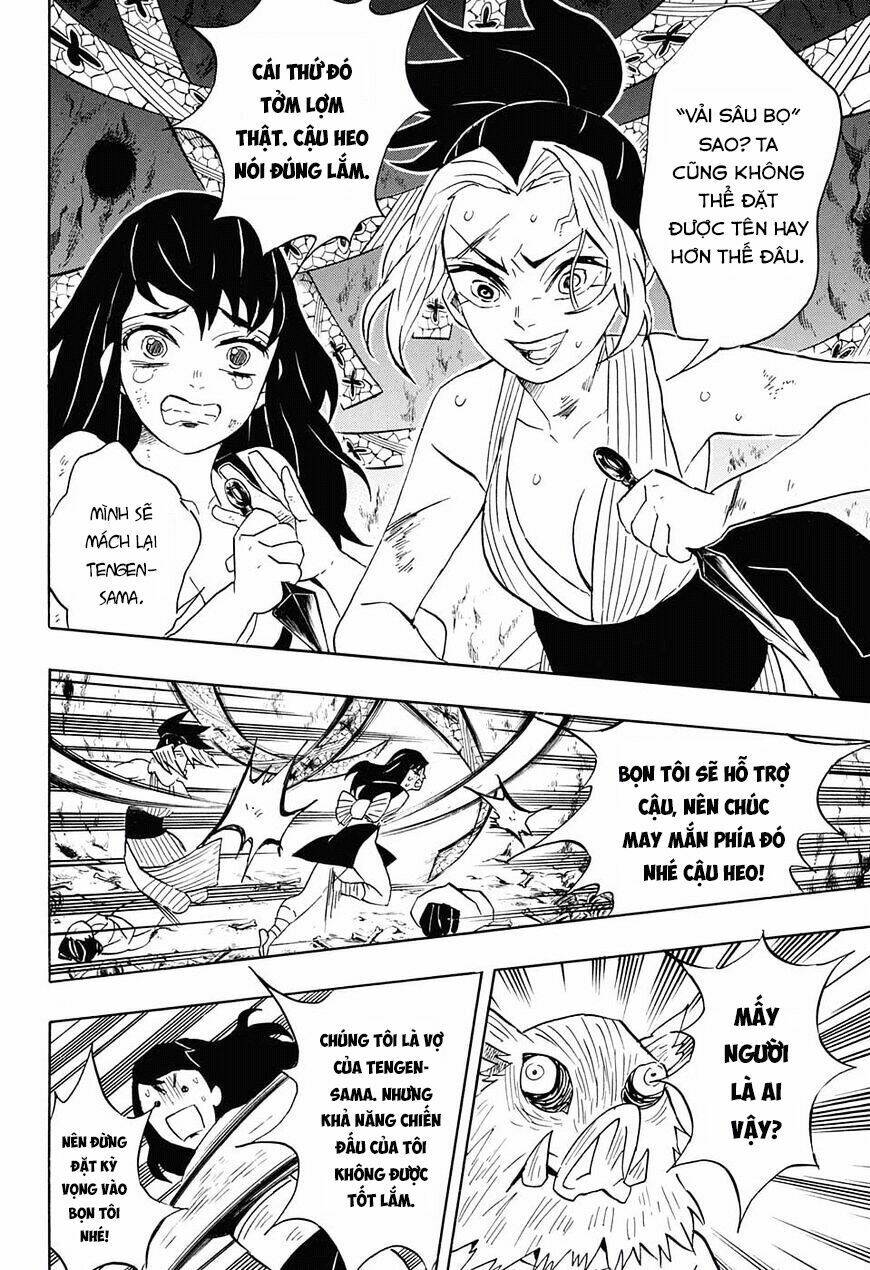 "VẢI SÂU BỌ"
SAO? TA
CŨNG KHÔNG
THỂ ĐẶT
ĐƯỢC TÊN HAY
HƠN THẾ ĐÂU.
CÁI THỨ ĐÓ
TỞM LỢM
THẬT. CẬU HEO
NÓI ĐÚNG LẮM.
MÌNH SẼ
MÁCH LẠI
TENGEN-
SAMA.
BỌN TÔI SẼ HỖ TRỢ
CẬU, NÊN CHÚC
MAY MẮN PHÍA ĐÓ
NHÉ CẬU HEO!
MẤY
NGƯỜI
LÀ AI
VẬY?
CHÚNG TÔI LÀ VỢ
CỦA TENGEN-
SAMA. NHƯNG
KHẢ NĂNG CHIẾN
ĐẤU CỦA TÔI
KHÔNG ĐƯỢC
TỐT LẮM.
NÊN ĐỪNG
ĐẶT KỲ
VỌNG VÀO
BỌN TÔI
NHÉ!